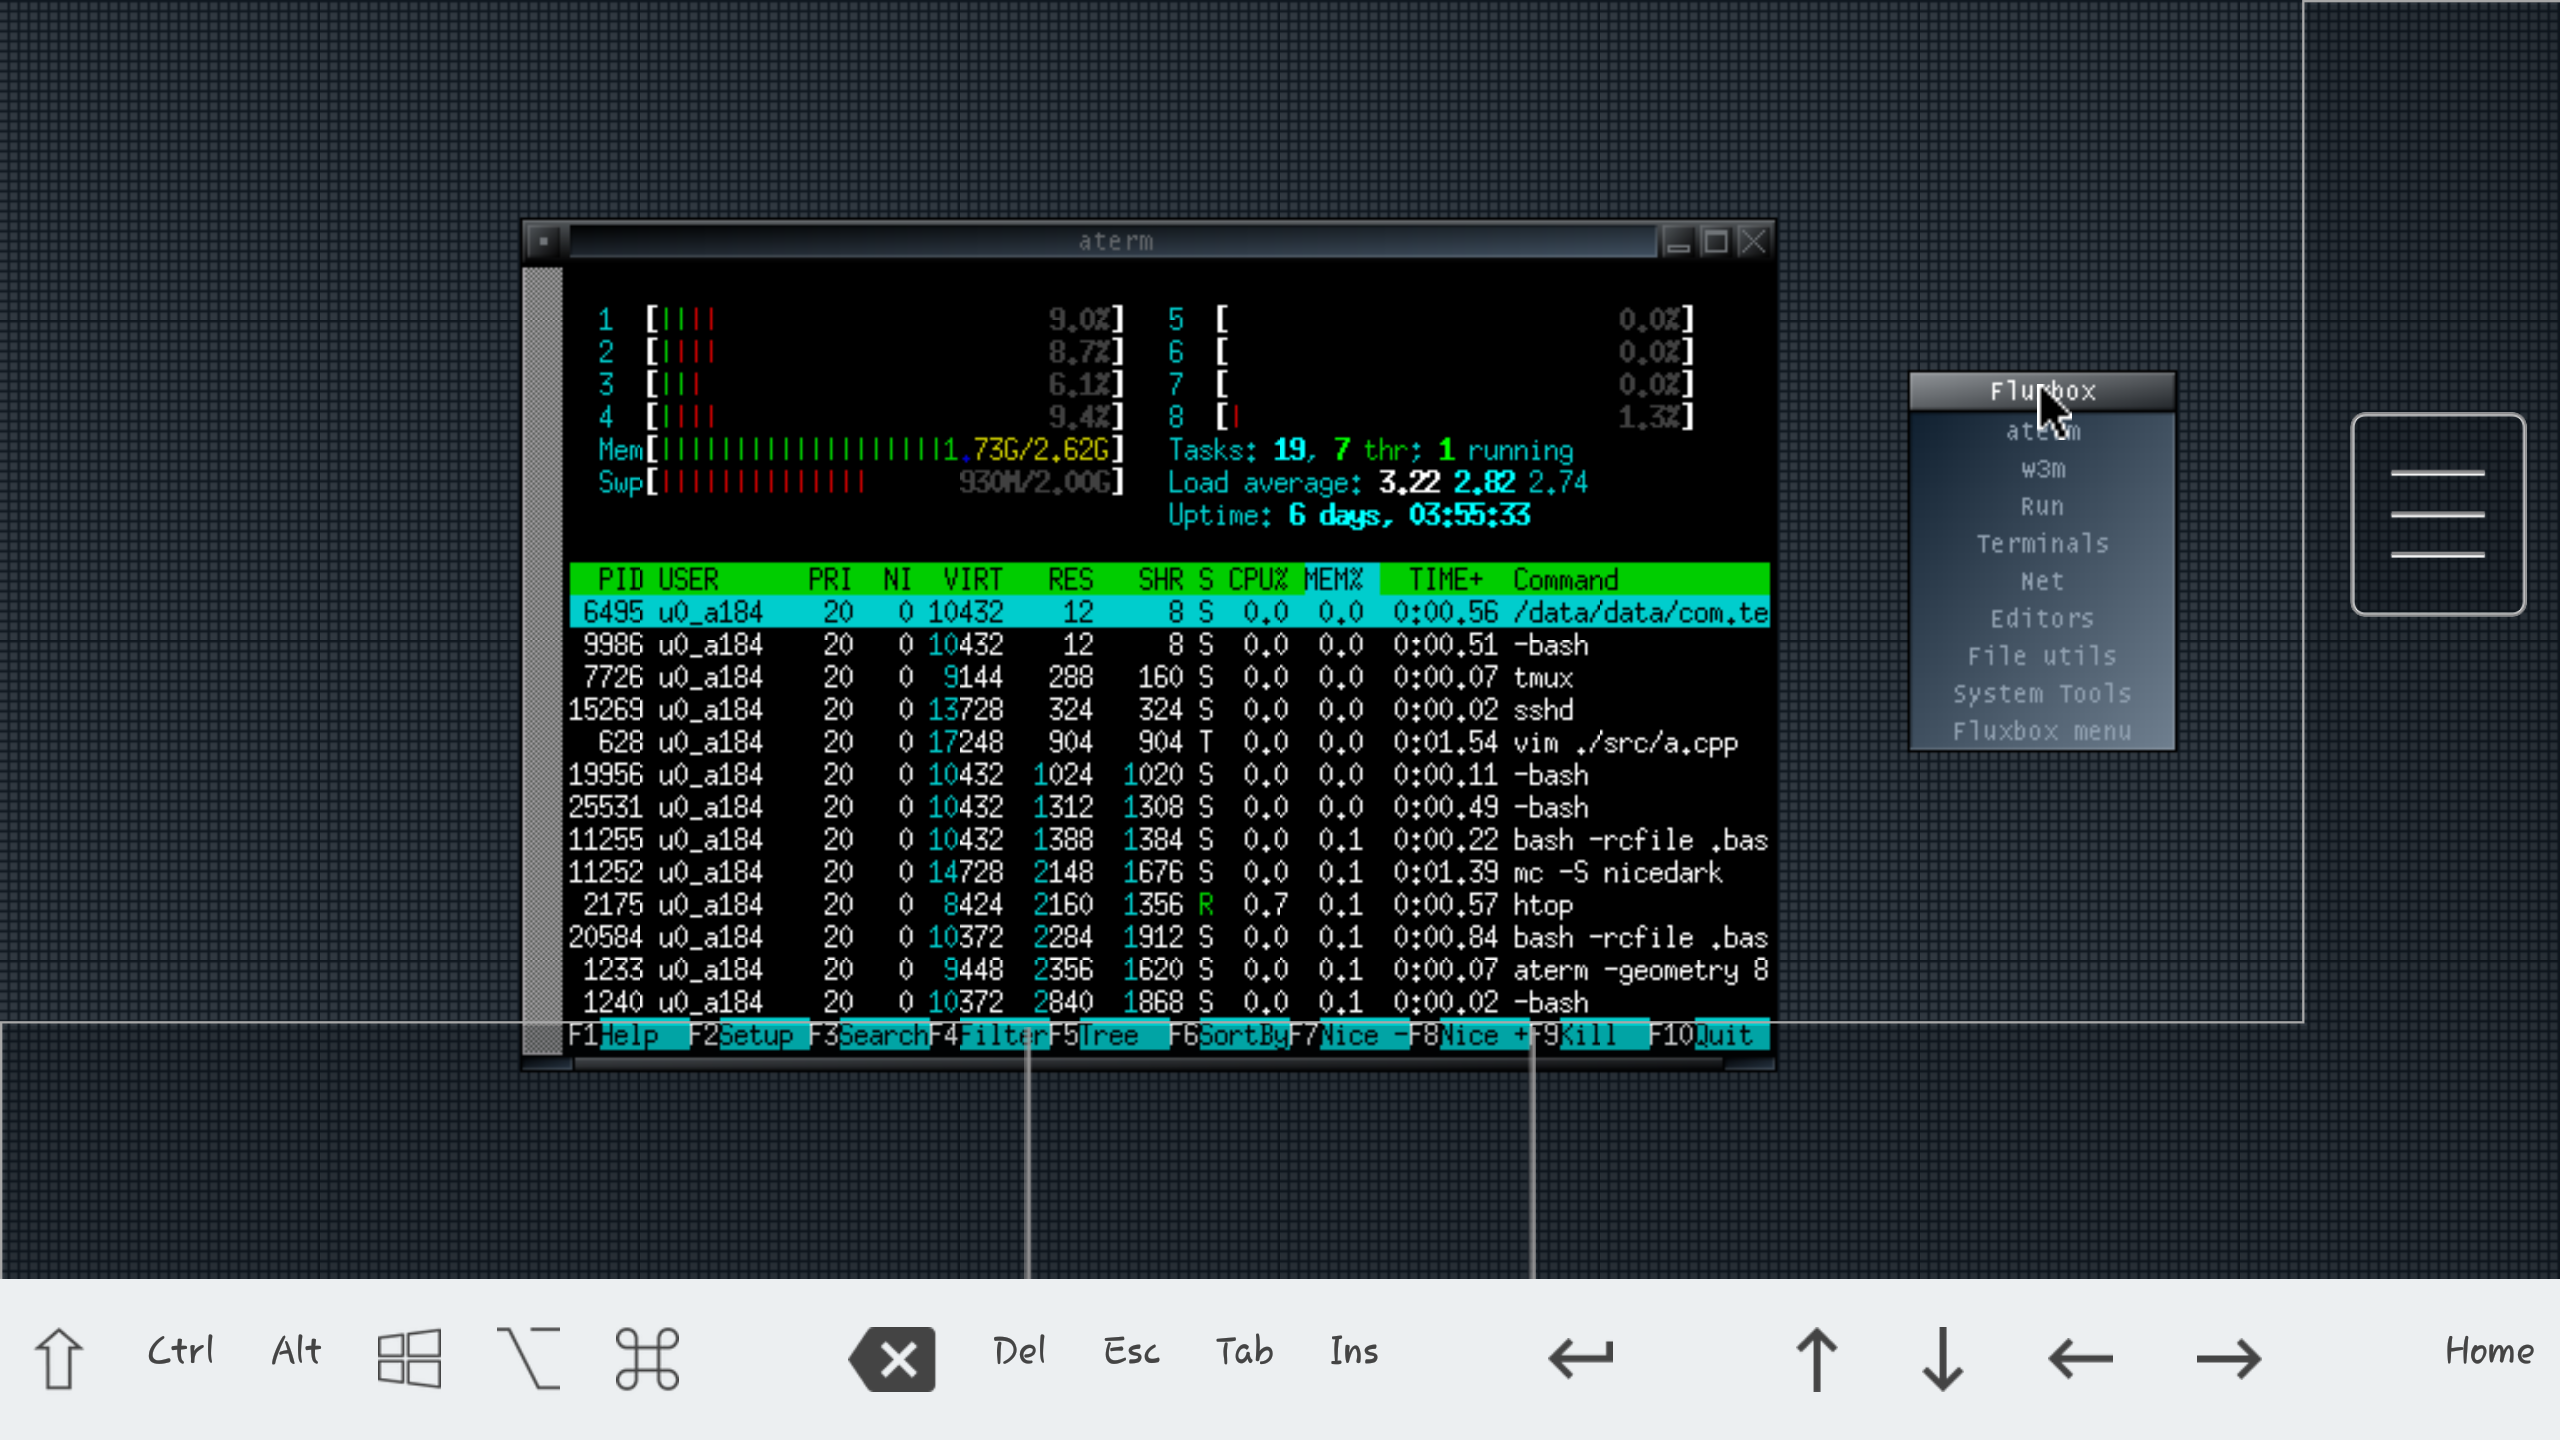 aterm
1 [|||| 9.0%] 5 [ 0.0%]
2 [|||| 8.7%] 6 [ 0.0%]
3 [||| 6.1%] 7 [ 0.0%]
4 [|||| 9.4%] 8 [| 1.3%]
Mem[|||||||||||||||||||1.73G/2.62G] Tasks: 19, 7 thr; 1 running
Swp[|||||||||||||| 930M/2.00G] Load average: 3.22 2.82 2.74
Uptime: 6 days, 03:55:33
PID USER PRI NI VIRT RES SHR S CPU% MEM% TIME+ Command
6495 u0_a184 20 0 10432 12 8 S 0.0 0.0 0:00.56 /data/data/com.te
9986 u0_a184 20 0 10432 12 8 S 0.0 0.0 0:00.51 -bash
7726 u0_a184 20 0 9144 288 160 S 0.0 0.0 0:00.07 tmux
15269 u0_a184 20 0 13728 324 324 S 0.0 0.0 0:00.02 sshd
628 u0_a184 20 0 17248 904 904 T 0.0 0.0 0:01.54 vim ./src/a.cpp
19956 u0_a184 20 0 10432 1024 1020 S 0.0 0.0 0:00.11 -bash
25531 u0_a184 20 0 10432 1312 1308 S 0.0 0.0 0:00.49 -bash
11255 u0_a184 20 0 10432 1388 1384 S 0.0 0.1 0:00.22 bash -rcfile .bas
11252 u0_a184 20 0 14728 2148 1676 S 0.0 0.1 0:01.39 mc -S nicedark
2175 u0_a184 20 0 8424 2160 1356 R 0.7 0.1 0:00.57 htop
20584 u0_a184 20 0 10372 2284 1912 S 0.0 0.1 0:00.84 bash -rcfile .bas
1233 u0_a184 20 0 9448 2356 1620 S 0.0 0.1 0:00.07 aterm -geometry 8
1240 u0_a184 20 0 10372 2840 1868 S 0.0 0.1 0:00.02 -bash
F1Help F2Setup F3SearchF4FilterF5Tree F6SortByF7Nice -F8Nice +F9Kill F10Quit
Fluxbox
aterm
w3m
Run
Terminals
Net
Editors
File utils
System Tools
Fluxbox menu
Ctrl Alt Del Esc Tab Ins Home